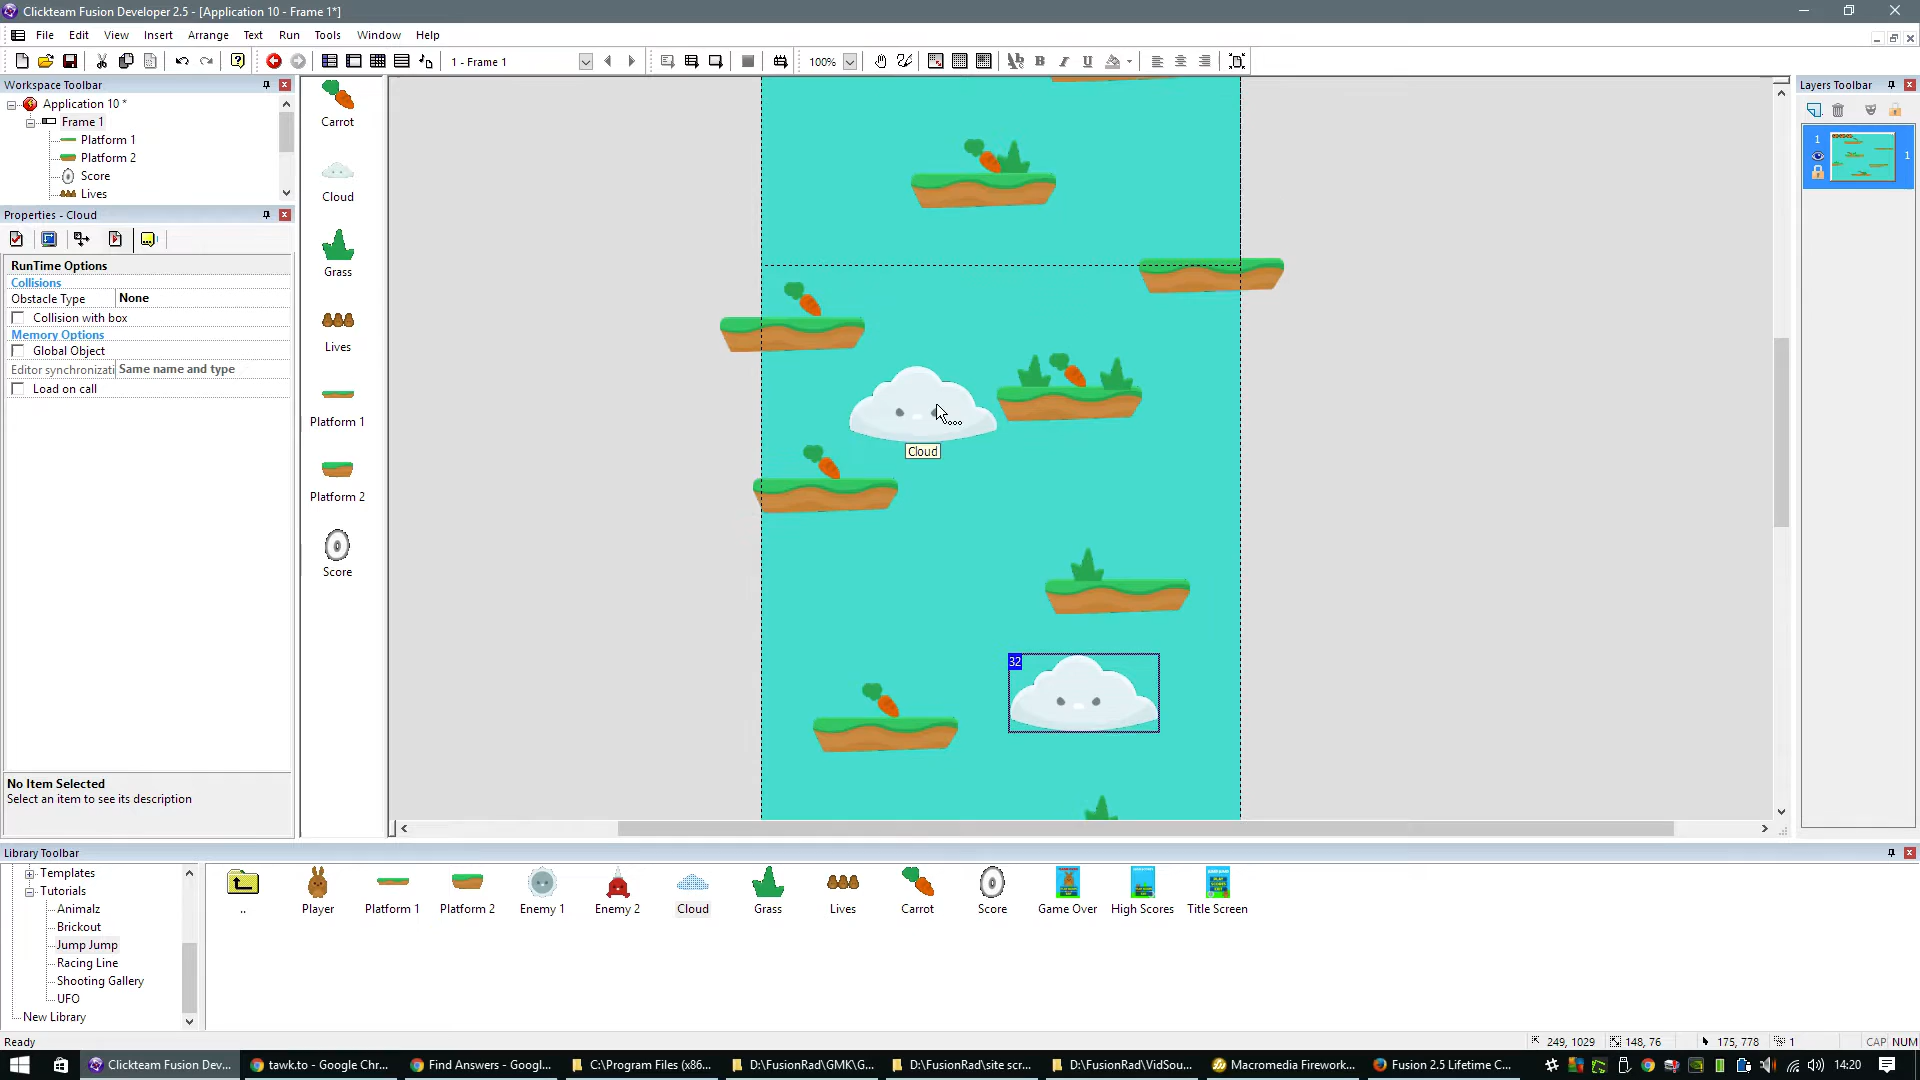 Clickteam Fusion Developer 2.5 - [Application 10 - Frame 1*]
File Edit View Insert Arrange Text Run Tools Window Help
1 - Frame 1
100%
Workspace Toolbar
Application 10 *
Frame 1
Platform 1
Platform 2
Score
Lives
Properties - Cloud
RunTime Options
Collisions
Obstacle Type None
Collision with box
Memory Options
Global Object
Editor synchronizati Same name and type
Load on call
No Item Selected
Select an item to see its description
Carrot
Cloud
Grass
Lives
Platform 1
Platform 2
Score
Cloud
32
Layers Toolbar
1
1
Library Toolbar
Templates
Tutorials
Animalz
Brickout
Jump Jump
Racing Line
Shooting Gallery
UFO
New Library
.. Player Platform 1 Platform 2 Enemy 1 Enemy 2 Cloud Grass Lives Carrot Score Game Over High Scores Title Screen
Ready
249, 1029 148, 76 175, 778 1 CAP NUM
Clickteam Fusion Dev... tawk.to - Google Chr... Find Answers - Googl... C:\Program Files (x86... D:\FusionRad\GMK\G... D:\FusionRad\site scr... D:\FusionRad\VidSou... Macromedia Firework... Fusion 2.5 Lifetime C... 14:20